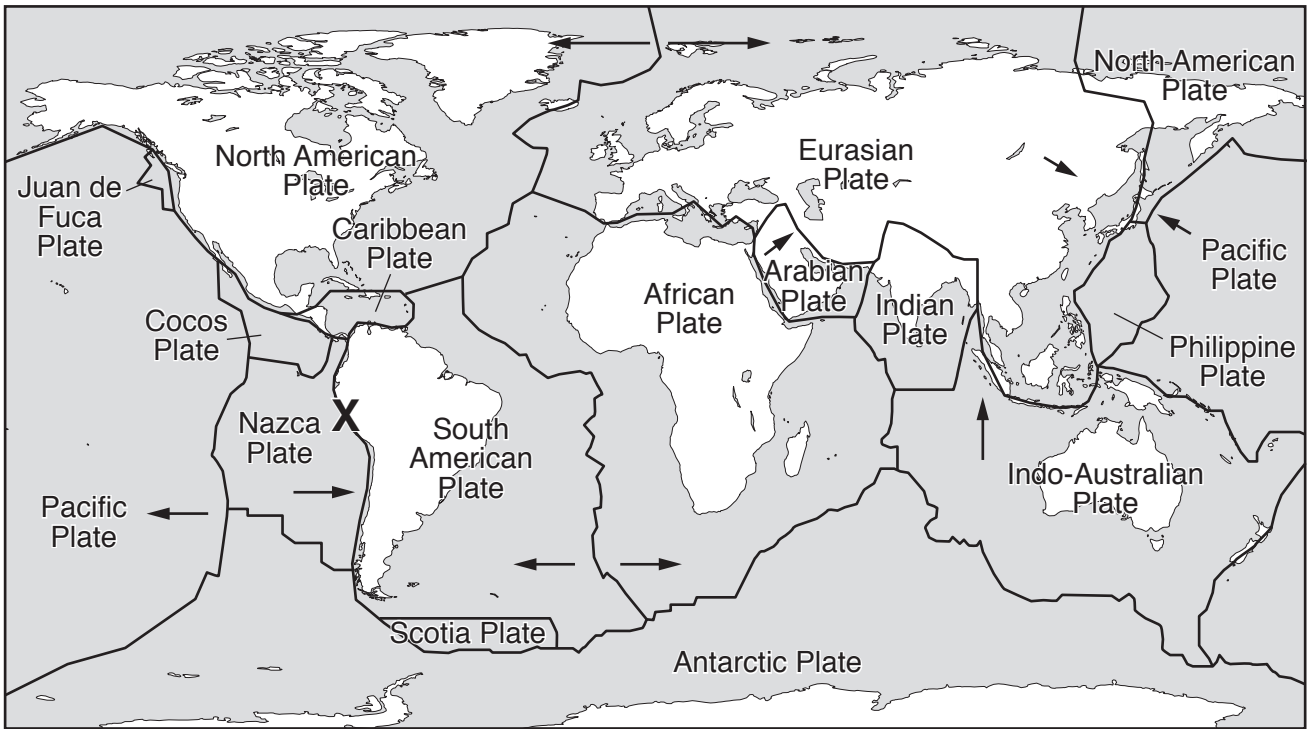 North American
Plate
North American
Plate
Eurasian
Plate
Juan de
Fuca
Plate
Caribbean
Plate
Pacific
Plate
Arabian
Plate
African
Plate
Indian
Plate
Cocos
Plate
Philippine
Plate
X
Nazca
Plate
South
American
Plate
Indo-Australian
Plate
Pacific
Plate
Scotia Plate
Antarctic Plate